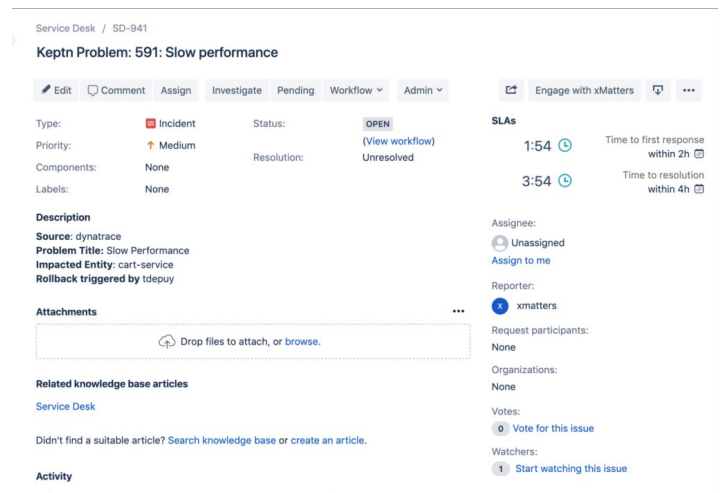 Service Desk / SD-941
Keptn Problem: 591: Slow performance
Edit Comment Assign Investigate Pending Workflow Admin Engage with xMatters
Type: Incident Status: OPEN
(View workflow)
Priority: Medium
Resolution: Unresolved
Components: None
Labels: None
Description
Source: dynatrace
Problem Title: Slow Performance
Impacted Entity: cart-service
Rollback triggered by tdepuy
Attachments
Drop files to attach, or browse.
Related knowledge base articles
Service Desk
Didn't find a suitable article? Search knowledge base or create an article.
Activity
SLAs
1:54 Time to first response
within 2h
3:54 Time to resolution
within 4h
Assignee:
Unassigned
Assign to me
Reporter:
X xmatters
Request participants:
None
Organizations:
None
Votes:
0 Vote for this issue
Watchers:
1 Start watching this issue